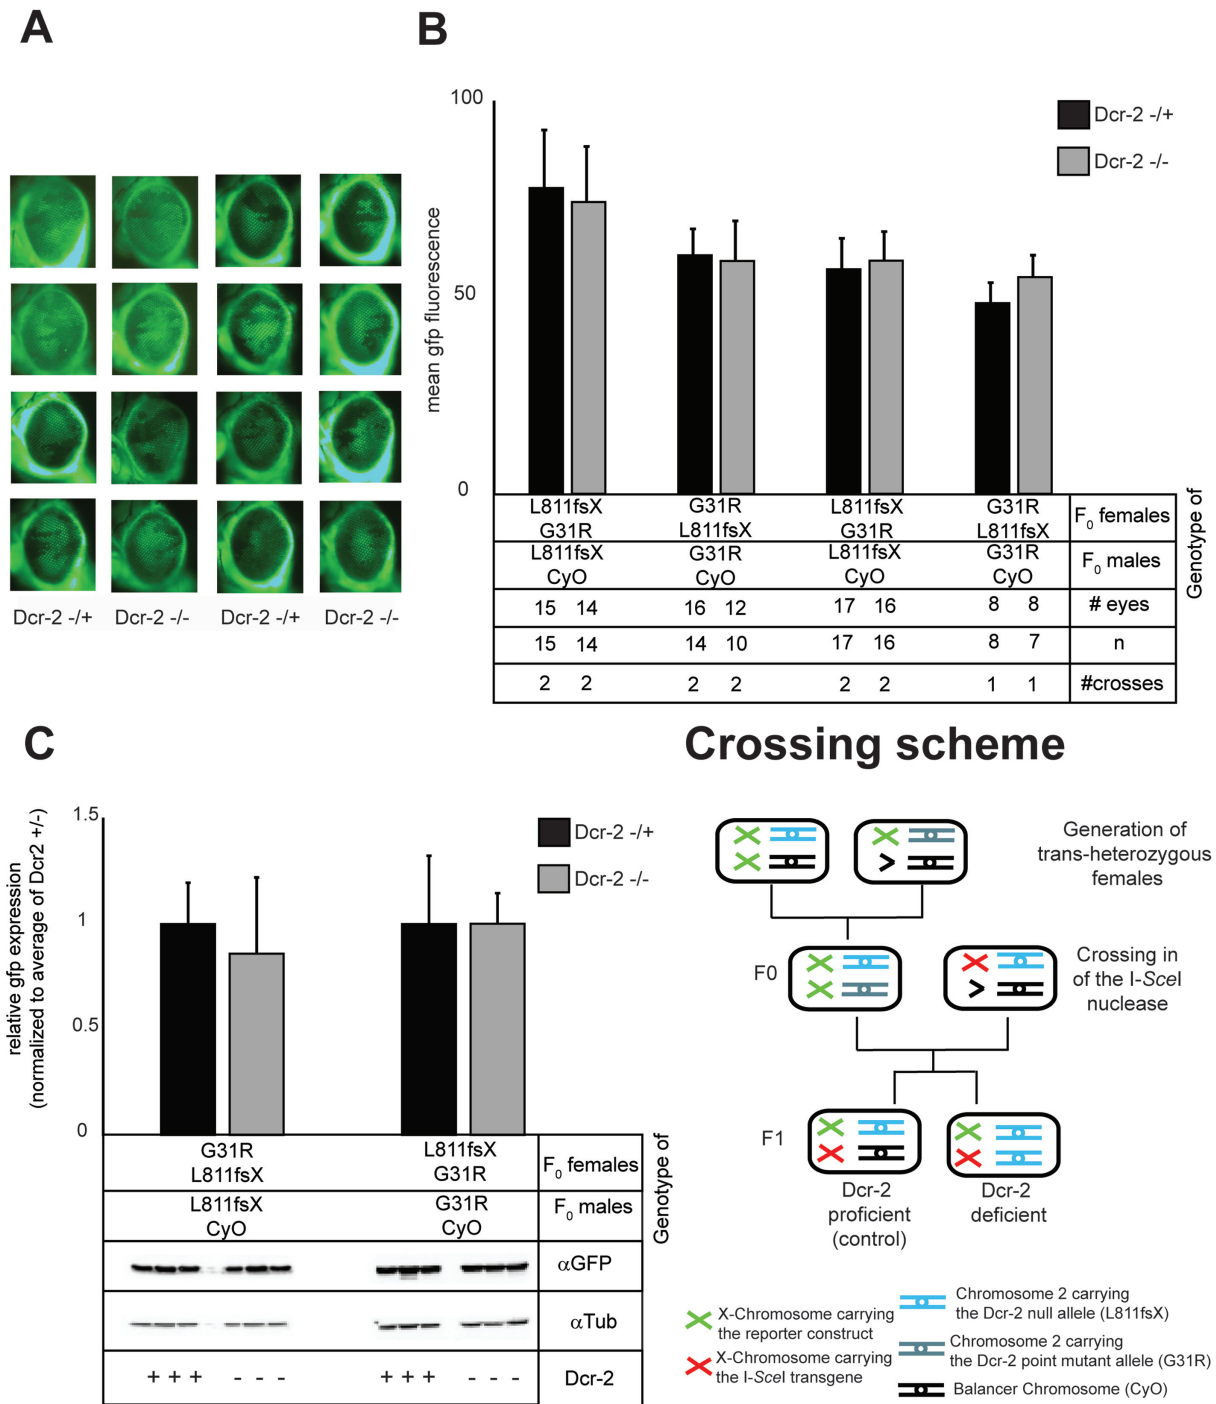 A
Dcr-2 -/+ Dcr-2 -/- Dcr-2 -/+ Dcr-2 -/-
B
100
50
0
mean gfp fluorescence
Dcr-2 -/+
Dcr-2 -/-
L811fsX G31R L811fsX G31R
G31R L811fsX G31R L811fsX
F0 females
L811fsX G31R L811fsX G31R
CyO CyO CyO CyO
F0 males
15 14 16 12 17 16 8 8 # eyes
15 14 14 10 17 16 8 7 n
2 2 2 2 2 2 1 1 #crosses
Genotype of
C
1.5
1
0.5
0
relative gfp expression
(normalized to average of Dcr2 +/-)
Dcr-2 -/+
Dcr-2 -/-
G31R L811fsX
L811fsX G31R
F0 females
L811fsX G31R
CyO CyO
F0 males
αGFP
αTub
+ + + - - - + + + - - - Dcr-2
Genotype of
Crossing scheme
Generation of
trans-heterozygous
females
F0
Crossing in
of the I-SceI
nuclease
F1
Dcr-2
proficient
(control)
Dcr-2
deficient
X-Chromosome carrying
the reporter construct
X-Chromosome carrying
the I-SceI transgene
Chromosome 2 carrying
the Dcr-2 null allele (L811fsX)
Chromosome 2 carrying
the Dcr-2 point mutant allele (G31R)
Balancer Chromosome (CyO)